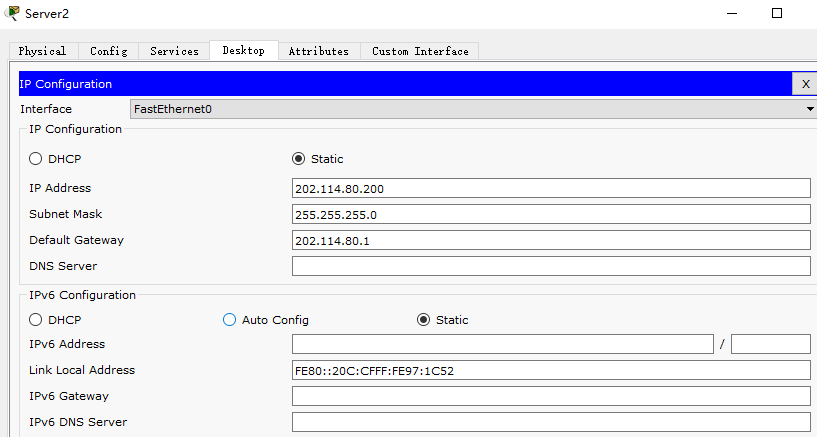 Server2
Physical Config Services Desktop Attributes Custom Interface
IP Configuration X
Interface FastEthernet0
IP Configuration
DHCP Static
IP Address 202.114.80.200
Subnet Mask 255.255.255.0
Default Gateway 202.114.80.1
DNS Server
IPv6 Configuration
DHCP Auto Config Static
IPv6 Address /
Link Local Address FE80::20C:CFFF:FE97:1C52
IPv6 Gateway
IPv6 DNS Server